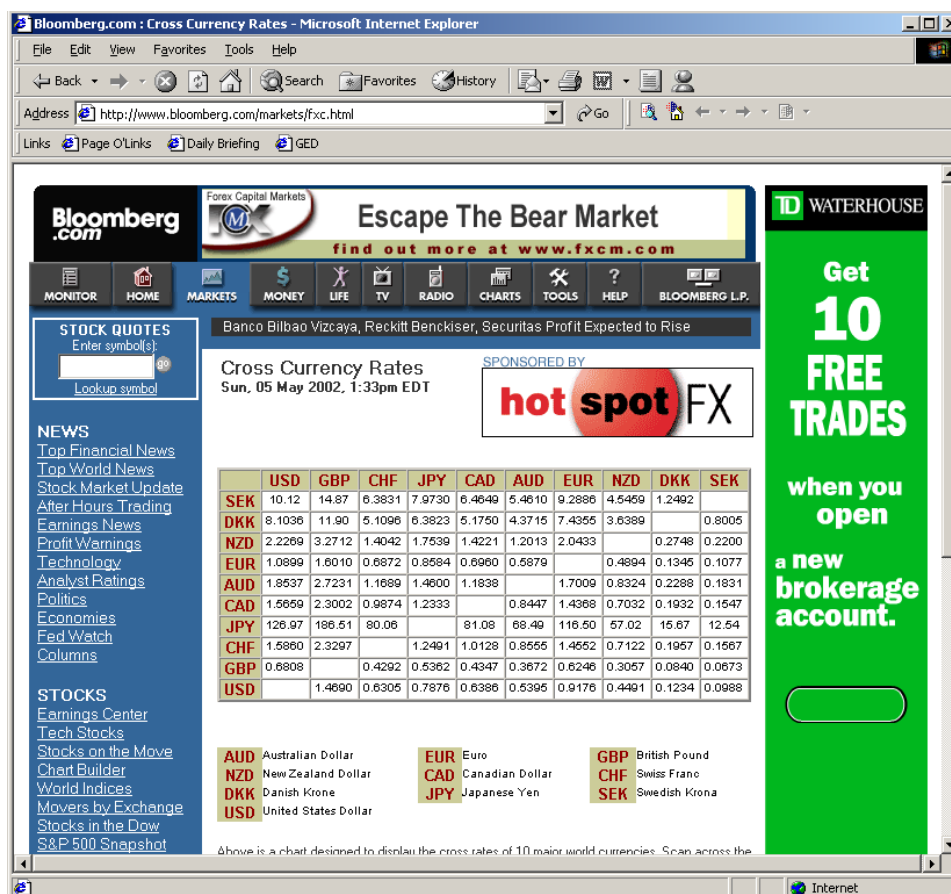 Bloomberg.com : Cross Currency Rates - Microsoft Internet Explorer
File Edit View Favorites Tools Help
Back Search Favorites History
Address http://www.bloomberg.com/markets/fxc.html Go
Links Page O'Links Daily Briefing GED
Bloomberg
.com
Forex Capital Markets
M
Escape The Bear Market
find out more at www.fxcm.com
TD WATERHOUSE
MONITOR HOME MARKETS MONEY LIFE TV RADIO CHARTS TOOLS HELP BLOOMBERG L.P.
STOCK QUOTES
Enter symbol(s):
go
Lookup symbol
Banco Bilbao Vizcaya, Reckitt Benckiser, Securitas Profit Expected to Rise
Cross Currency Rates
Sun, 05 May 2002, 1:33pm EDT
SPONSORED BY
hot spot FX
NEWS
Top Financial News
Top World News
Stock Market Update
After Hours Trading
Earnings News
Profit Warnings
Technology
Analyst Ratings
Politics
Economies
Fed Watch
Columns
STOCKS
Earnings Center
Tech Stocks
Stocks on the Move
Chart Builder
World Indices
Movers by Exchange
Stocks in the Dow
S&P 500 Snapshot
USD GBP CHF JPY CAD AUD EUR NZD DKK SEK
SEK 10.12 14.87 6.3831 7.9730 6.4649 5.4610 9.2886 4.5459 1.2492
DKK 8.1036 11.90 5.1096 6.3823 5.1750 4.3715 7.4355 3.6389 0.8005
NZD 2.2269 3.2712 1.4042 1.7539 1.4221 1.2013 2.0433 0.2748 0.2200
EUR 1.0899 1.6010 0.6872 0.8584 0.6960 0.5879 0.4894 0.1345 0.1077
AUD 1.8537 2.7231 1.1689 1.4600 1.1838 1.7009 0.8324 0.2288 0.1831
CAD 1.5659 2.3002 0.9874 1.2333 0.8447 1.4368 0.7032 0.1932 0.1547
JPY 126.97 186.51 80.06 81.08 68.49 116.50 57.02 15.67 12.54
CHF 1.5860 2.3297 1.2491 1.0128 0.8555 1.4552 0.7122 0.1957 0.1567
GBP 0.6808 0.4292 0.5362 0.4347 0.3672 0.6246 0.3057 0.0840 0.0673
USD 1.4690 0.6305 0.7876 0.6386 0.5395 0.9176 0.4491 0.1234 0.0988
AUD Australian Dollar EUR Euro GBP British Pound
NZD New Zealand Dollar CAD Canadian Dollar CHF Swiss Franc
DKK Danish Krone JPY Japanese Yen SEK Swedish Krona
USD United States Dollar
Above is a chart designed to display the cross rates of 10 major world currencies. Scan across the
Get
10
FREE
TRADES
when you
open
a new
brokerage
account.
Internet